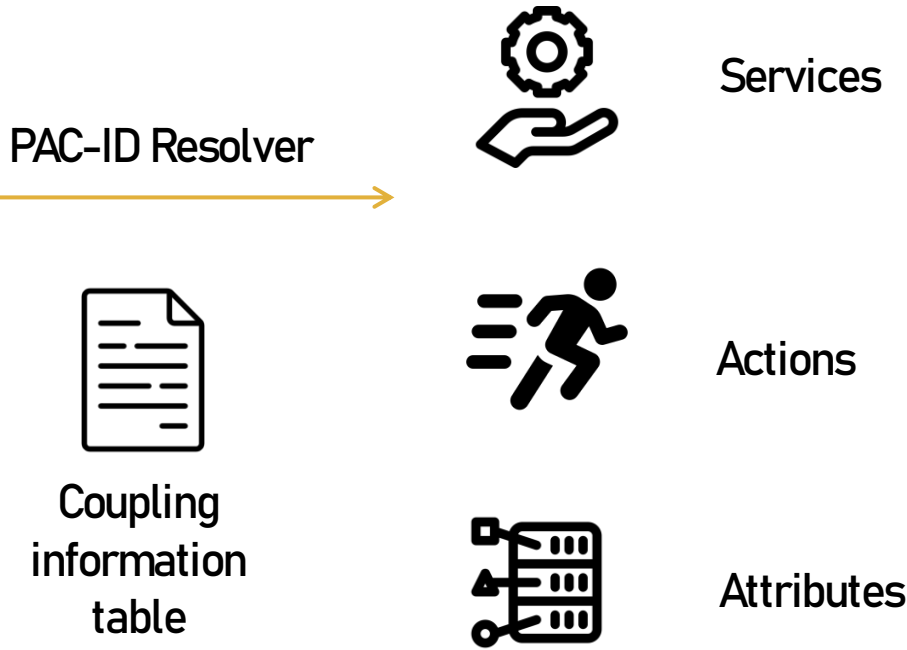 PAC-ID Resolver
Coupling
information
table
Services
Actions
Attributes